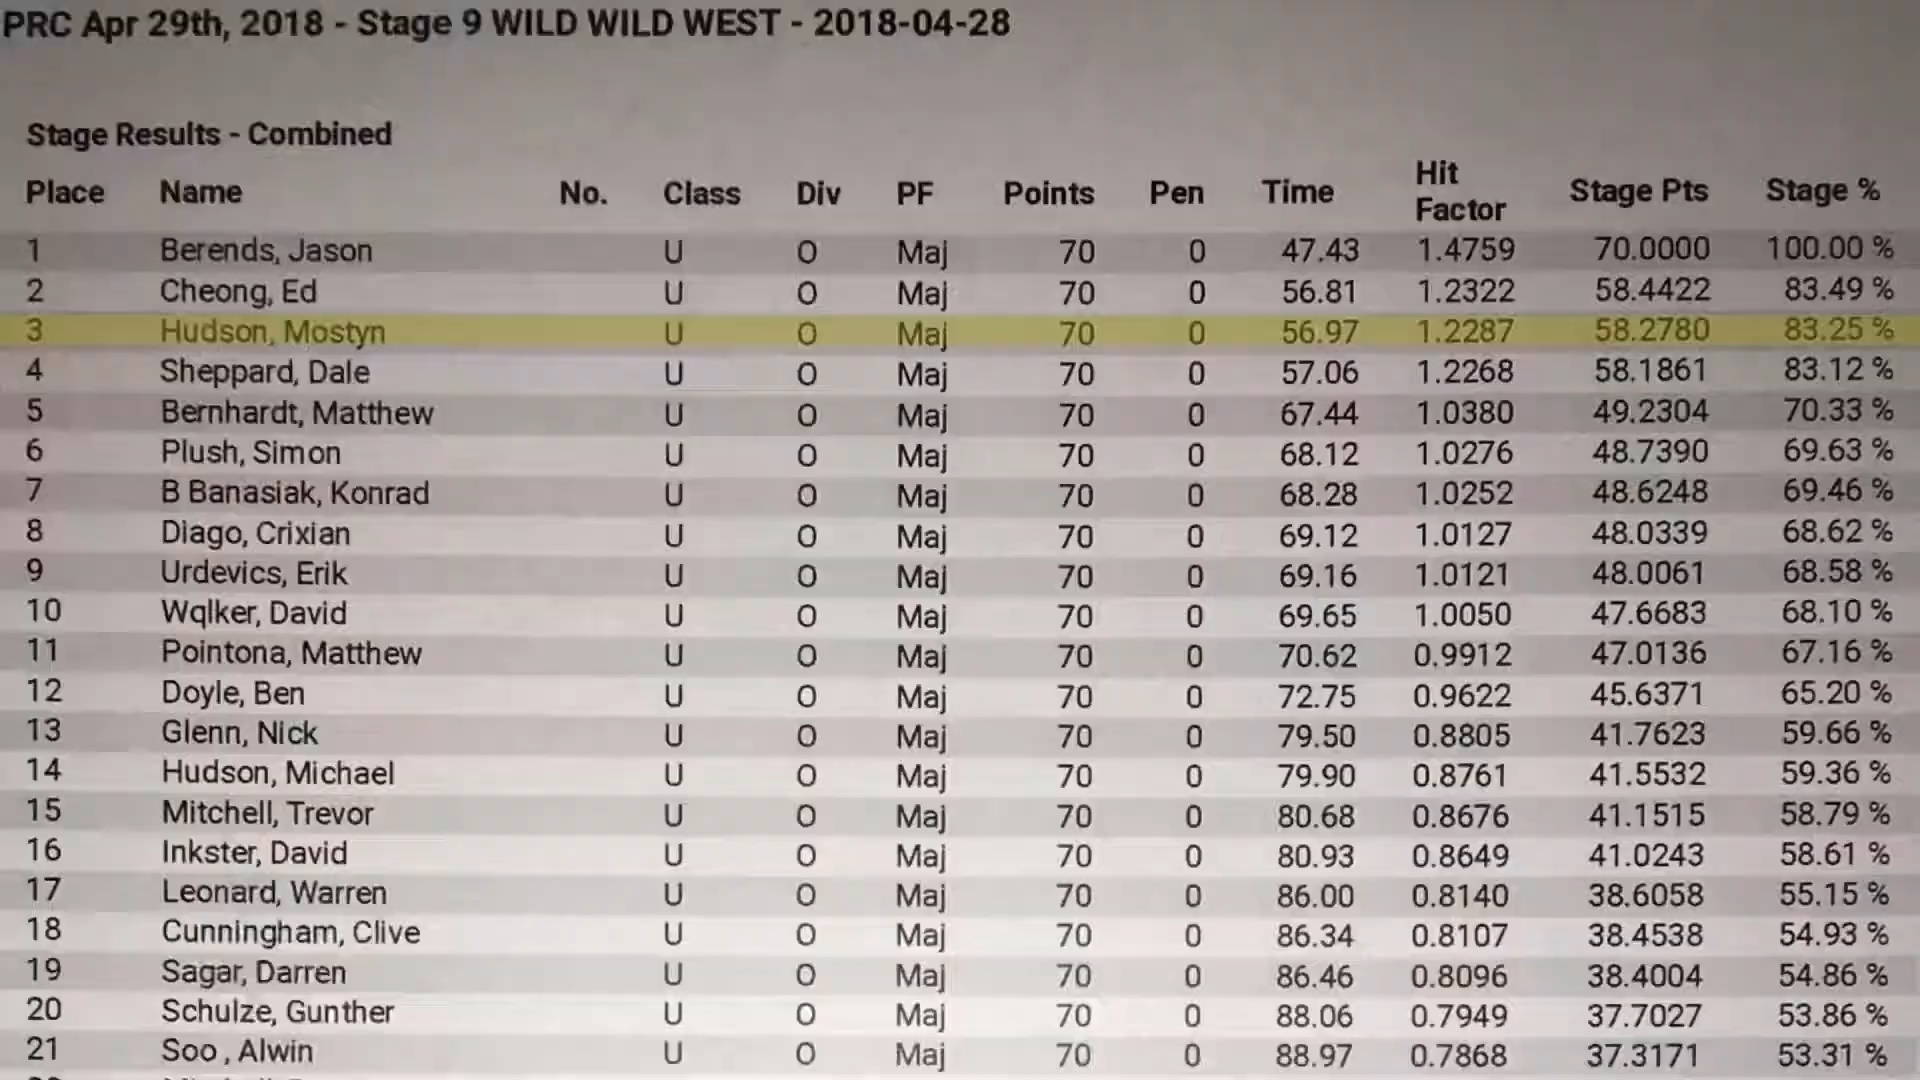 PRC Apr 29th, 2018 - Stage 9 WILD WILD WEST - 2018-04-28
Stage Results - Combined
Place Name No. Class Div PF Points Pen Time Hit Factor Stage Pts Stage %
1 Berends, Jason U O Maj 70 0 47.43 1.4759 70.0000 100.00 %
2 Cheong, Ed U O Maj 70 0 56.81 1.2322 58.4422 83.49 %
3 Hudson, Mostyn U O Maj 70 0 56.97 1.2287 58.2780 83.25 %
4 Sheppard, Dale U O Maj 70 0 57.06 1.2268 58.1861 83.12 %
5 Bernhardt, Matthew U O Maj 70 0 67.44 1.0380 49.2304 70.33 %
6 Plush, Simon U O Maj 70 0 68.12 1.0276 48.7390 69.63 %
7 B Banasiak, Konrad U O Maj 70 0 68.28 1.0252 48.6248 69.46 %
8 Diago, Crixian U O Maj 70 0 69.12 1.0127 48.0339 68.62 %
9 Urdevics, Erik U O Maj 70 0 69.16 1.0121 48.0061 68.58 %
10 Wqlker, David U O Maj 70 0 69.65 1.0050 47.6683 68.10 %
11 Pointona, Matthew U O Maj 70 0 70.62 0.9912 47.0136 67.16 %
12 Doyle, Ben U O Maj 70 0 72.75 0.9622 45.6371 65.20 %
13 Glenn, Nick U O Maj 70 0 79.50 0.8805 41.7623 59.66 %
14 Hudson, Michael U O Maj 70 0 79.90 0.8761 41.5532 59.36 %
15 Mitchell, Trevor U O Maj 70 0 80.68 0.8676 41.1515 58.79 %
16 Inkster, David U O Maj 70 0 80.93 0.8649 41.0243 58.61 %
17 Leonard, Warren U O Maj 70 0 86.00 0.8140 38.6058 55.15 %
18 Cunningham, Clive U O Maj 70 0 86.34 0.8107 38.4538 54.93 %
19 Sagar, Darren U O Maj 70 0 86.46 0.8096 38.4004 54.86 %
20 Schulze, Gunther U O Maj 70 0 88.06 0.7949 37.7027 53.86 %
21 Soo , Alwin U O Maj 70 0 88.97 0.7868 37.3171 53.31 %